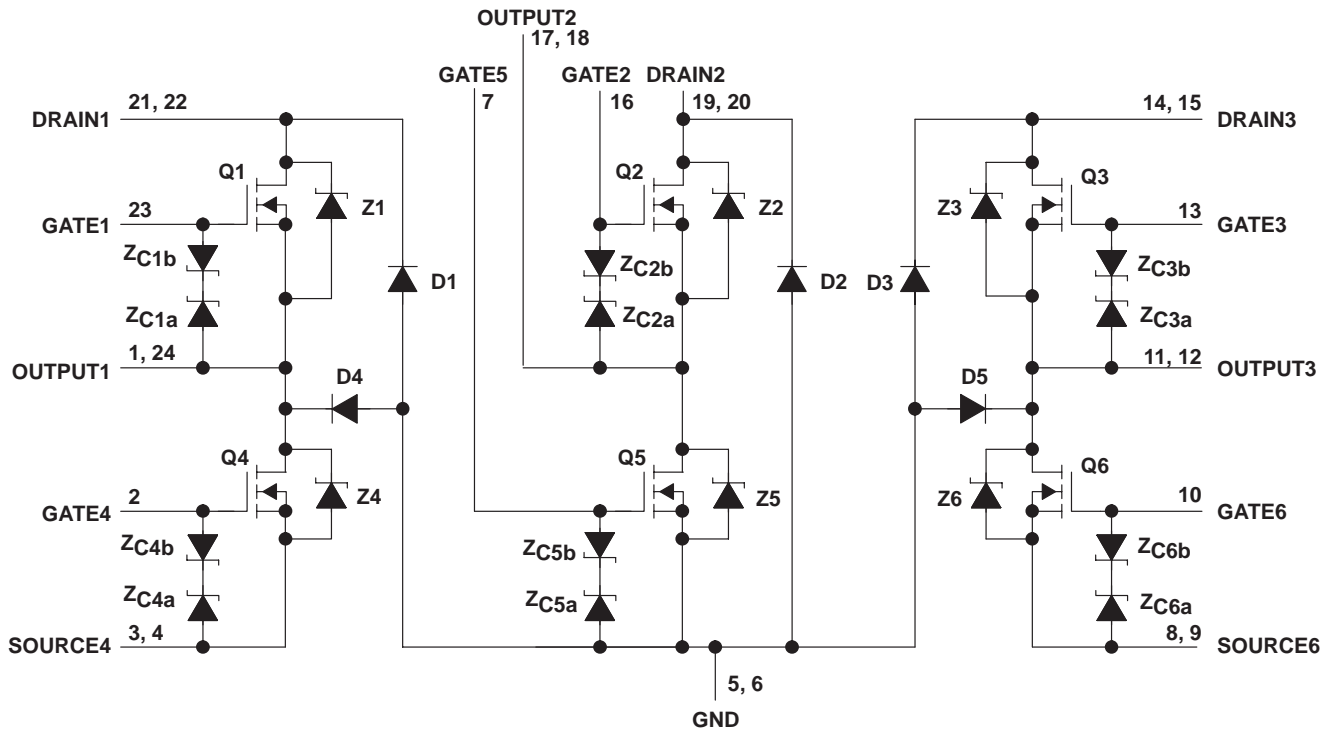 OUTPUT2
17, 18
GATE5
7
GATE2
16
DRAIN2
19, 20
DRAIN1
21, 22
14, 15
DRAIN3
Q1
Z1
Q2
Z2
Z3
Q3
GATE1
23
13
GATE3
ZC1b
D1
ZC2b
D2
D3
ZC3b
ZC1a
ZC2a
ZC3a
OUTPUT1
1, 24
11, 12
OUTPUT3
D4
D5
Q4
Z4
Q5
Z5
Z6
Q6
GATE4
2
10
GATE6
ZC4b
ZC5b
ZC6b
ZC4a
ZC5a
ZC6a
SOURCE4
3, 4
8, 9
SOURCE6
5, 6
GND